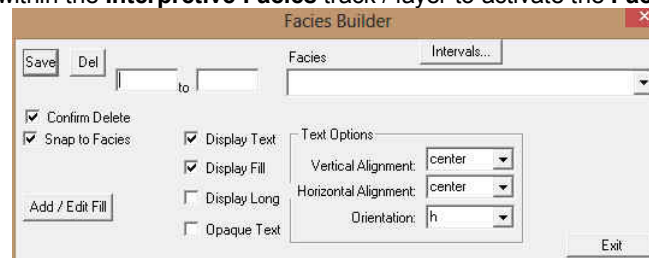 within the Interpretive Facies track / layer to activate the Fac
Facies Builder
Save Del to Facies Intervals...
Confirm Delete
Snap to Facies Display Text Text Options
Display Fill Vertical Alignment: center
Add / Edit Fill Display Long Horizontal Alignment: center
Opaque Text Orientation: h
Exit